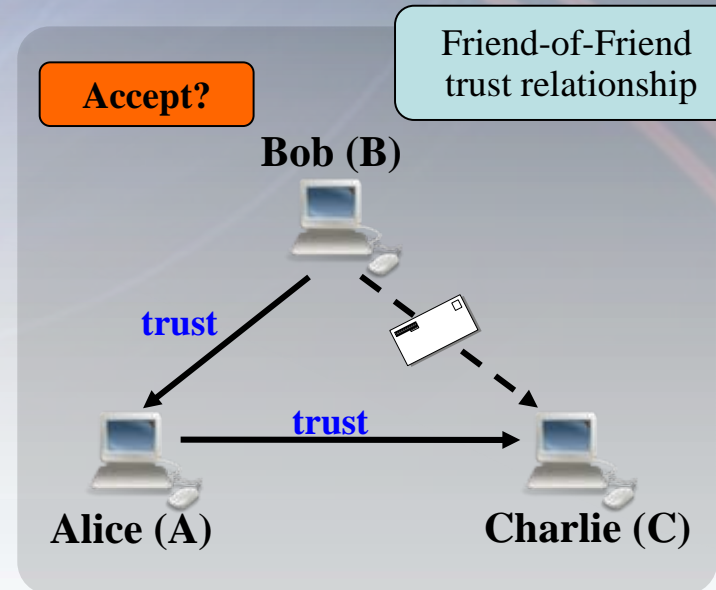 Friend-of-Friend
trust relationship
Accept?
Bob (B)
trust
trust
Alice (A)
Charlie (C)